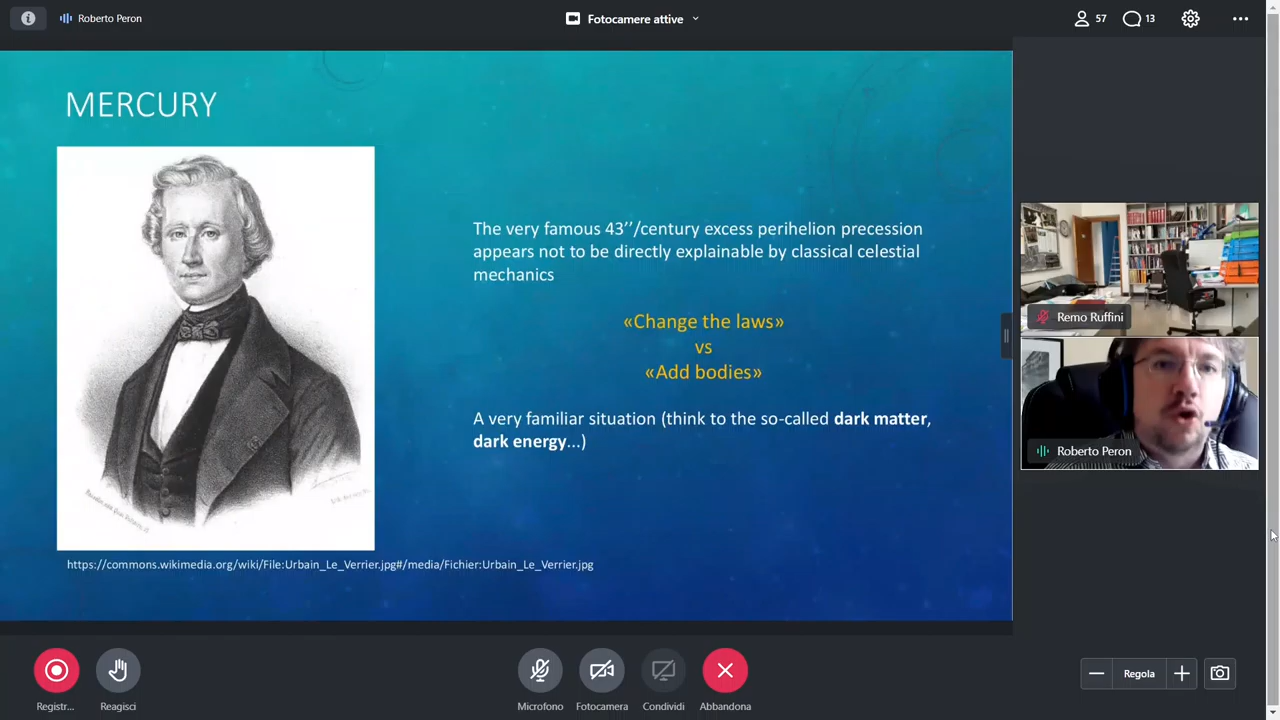 Roberto Peron
Fotocamere attive
57
13
MERCURY
The very famous 43’’/century excess perihelion precession
appears not to be directly explainable by classical celestial
mechanics
«Change the laws»
vs
«Add bodies»
A very familiar situation (think to the so-called dark matter,
dark energy...)
https://commons.wikimedia.org/wiki/File:Urbain_Le_Verrier.jpg#/media/Fichier:Urbain_Le_Verrier.jpg
Remo Ruffini
Roberto Peron
Registr...
Reagisci
Microfono
Fotocamera
Condividi
Abbandona
Regola